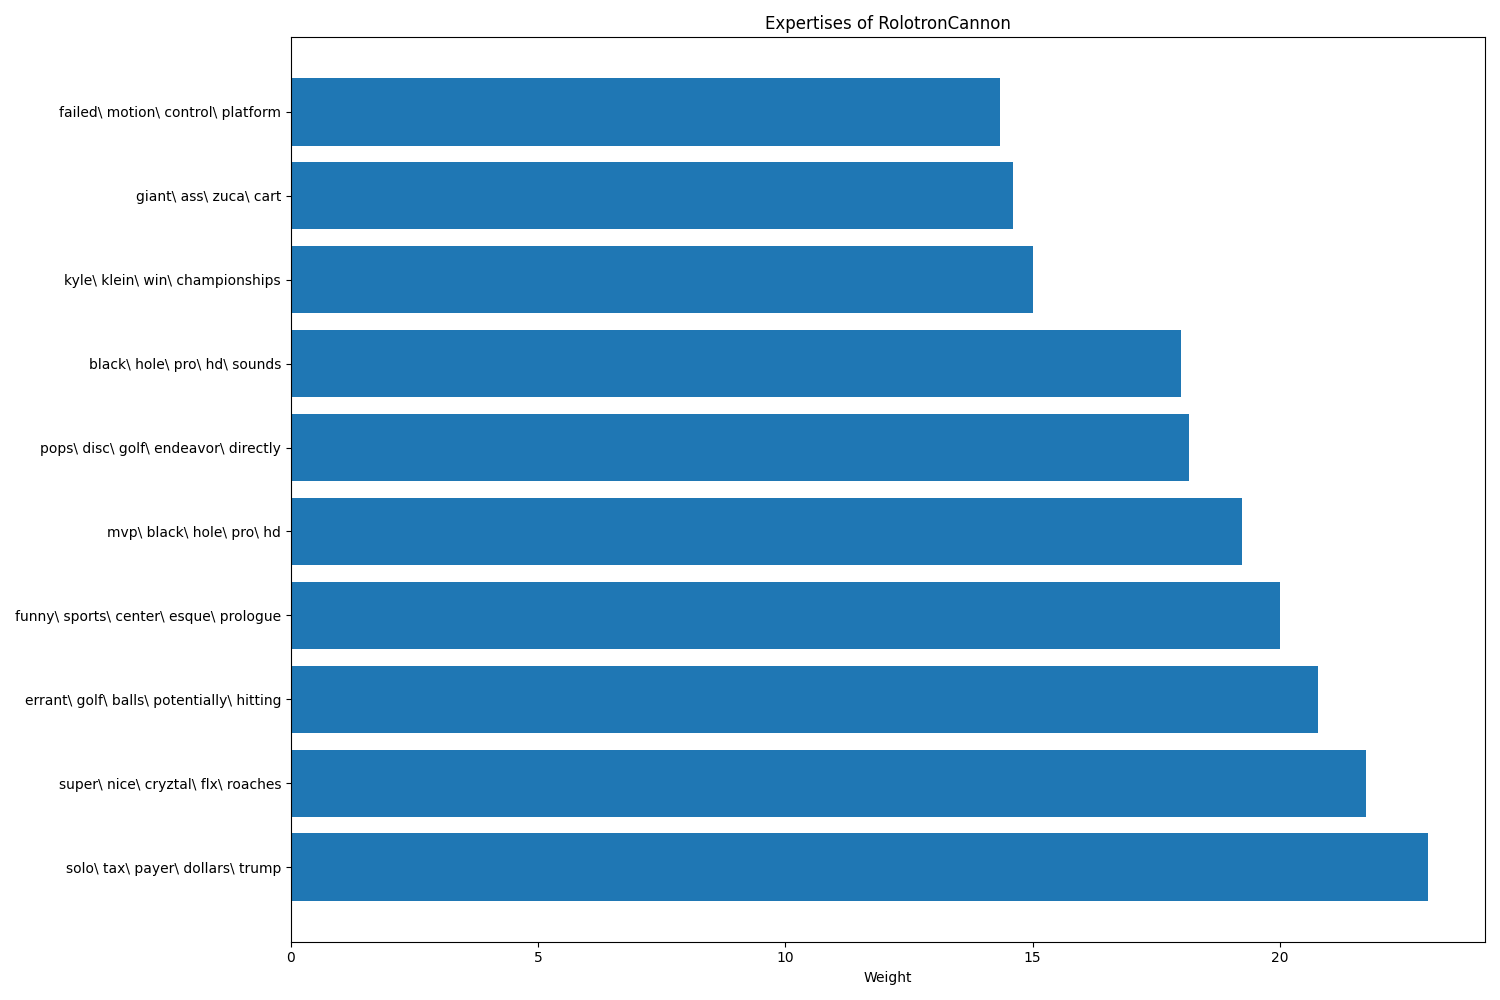 Expertises of RolotronCannon
failed\ motion\ control\ platform
giant\ ass\ zuca\ cart
kyle\ klein\ win\ championships
black\ hole\ pro\ hd\ sounds
pops\ disc\ golf\ endeavor\ directly
mvp\ black\ hole\ pro\ hd
funny\ sports\ center\ esque\ prologue
errant\ golf\ balls\ potentially\ hitting
super\ nice\ cryztal\ flx\ roaches
solo\ tax\ payer\ dollars\ trump
0 5 10 15 20
Weight